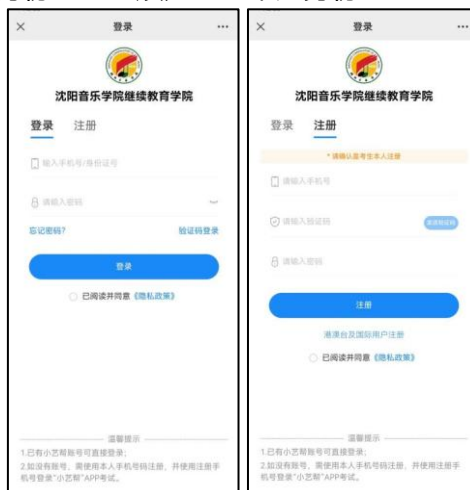 登录
沈阳音乐学院继续教育学院
登录 注册
输入手机号/身份证号
请输入密码
忘记密码? 验证码登录
登录
已阅读并同意《隐私政策》
温馨提示
1.已有小艺帮账号可直接登录;
2.如没有账号,需使用本人手机号码注册,并使用注册手
机号登录“小艺帮”APP考试。
登录
沈阳音乐学院继续教育学院
登录 注册
*请确认是考生本人注册
请输入手机号
请输入验证码 发送验证码
请输入密码
注册
港澳台及国际用户注册
已阅读并同意《隐私政策》
温馨提示
1.已有小艺帮账号可直接登录;
2.如没有账号,需使用本人手机号码注册,并使用注册手
机号登录“小艺帮”APP考试。